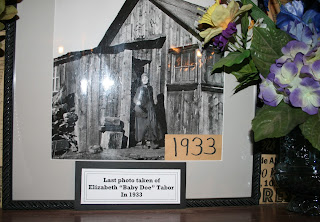 1933
Last photo taken of
Elizabeth "Baby Doe" Tabor
In 1933